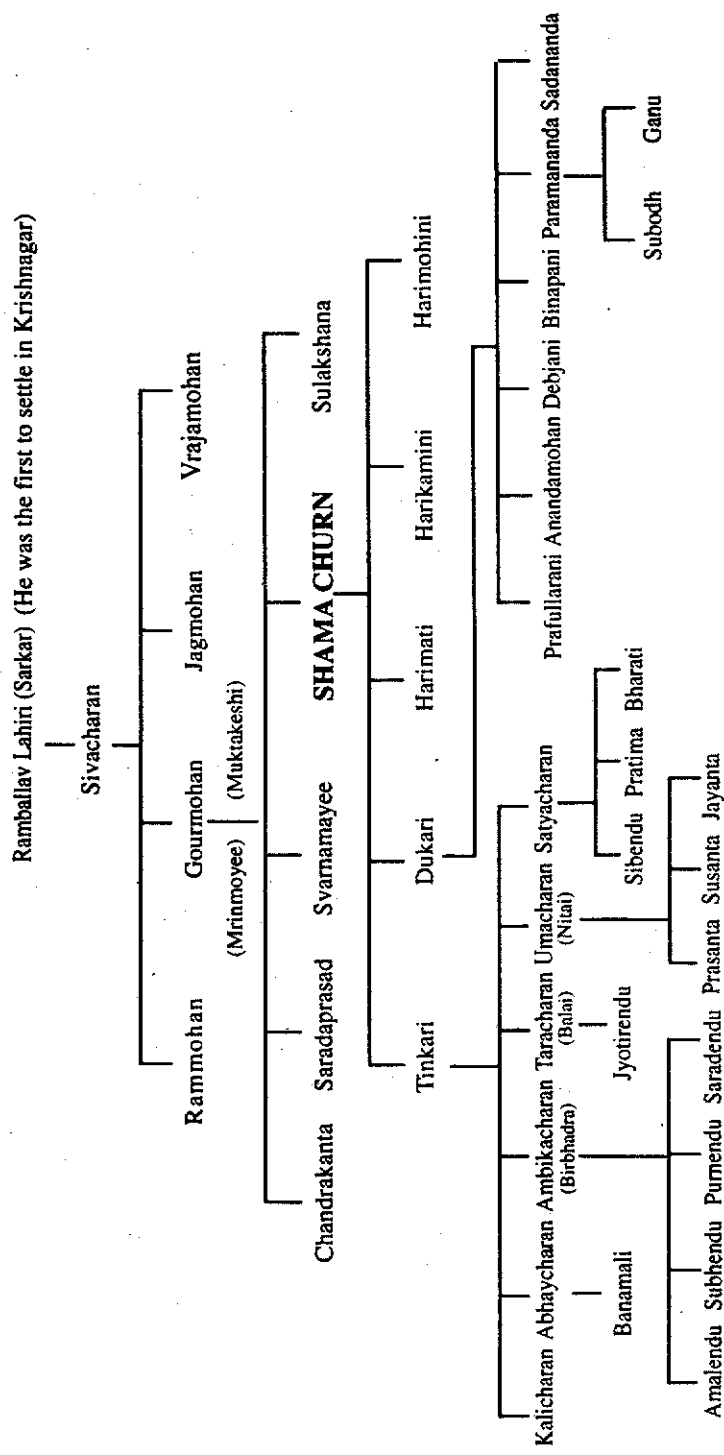 Ramballav Lahiri (Sarkar) (He was the first to settle in Krishnagar)
Sivacharan
Rammohan Gourmohan Jagmohan Vrajamohan
(Mrinmoyee) (Muktakeshi)
Chandrakanta Saradaprasad Svarnamayee SHAMA CHURN Sulakshana
Tinkari Dukari Harimati Harikamini Harimohini
Kalicharan Abhaycharan Ambikacharan Taracharan Umacharan Satyacharan
(Birbhadra) (Balai) (Nitai)
Prafullarani Anandamohan Debjani Binapani Paramananda Sadananda
Banamali Jyotirendu Sibendu Pratima Bharati
Subodh Ganu
Amalendu Subhendu Purnendu Saradendu Prasanta Susanta Jayanta